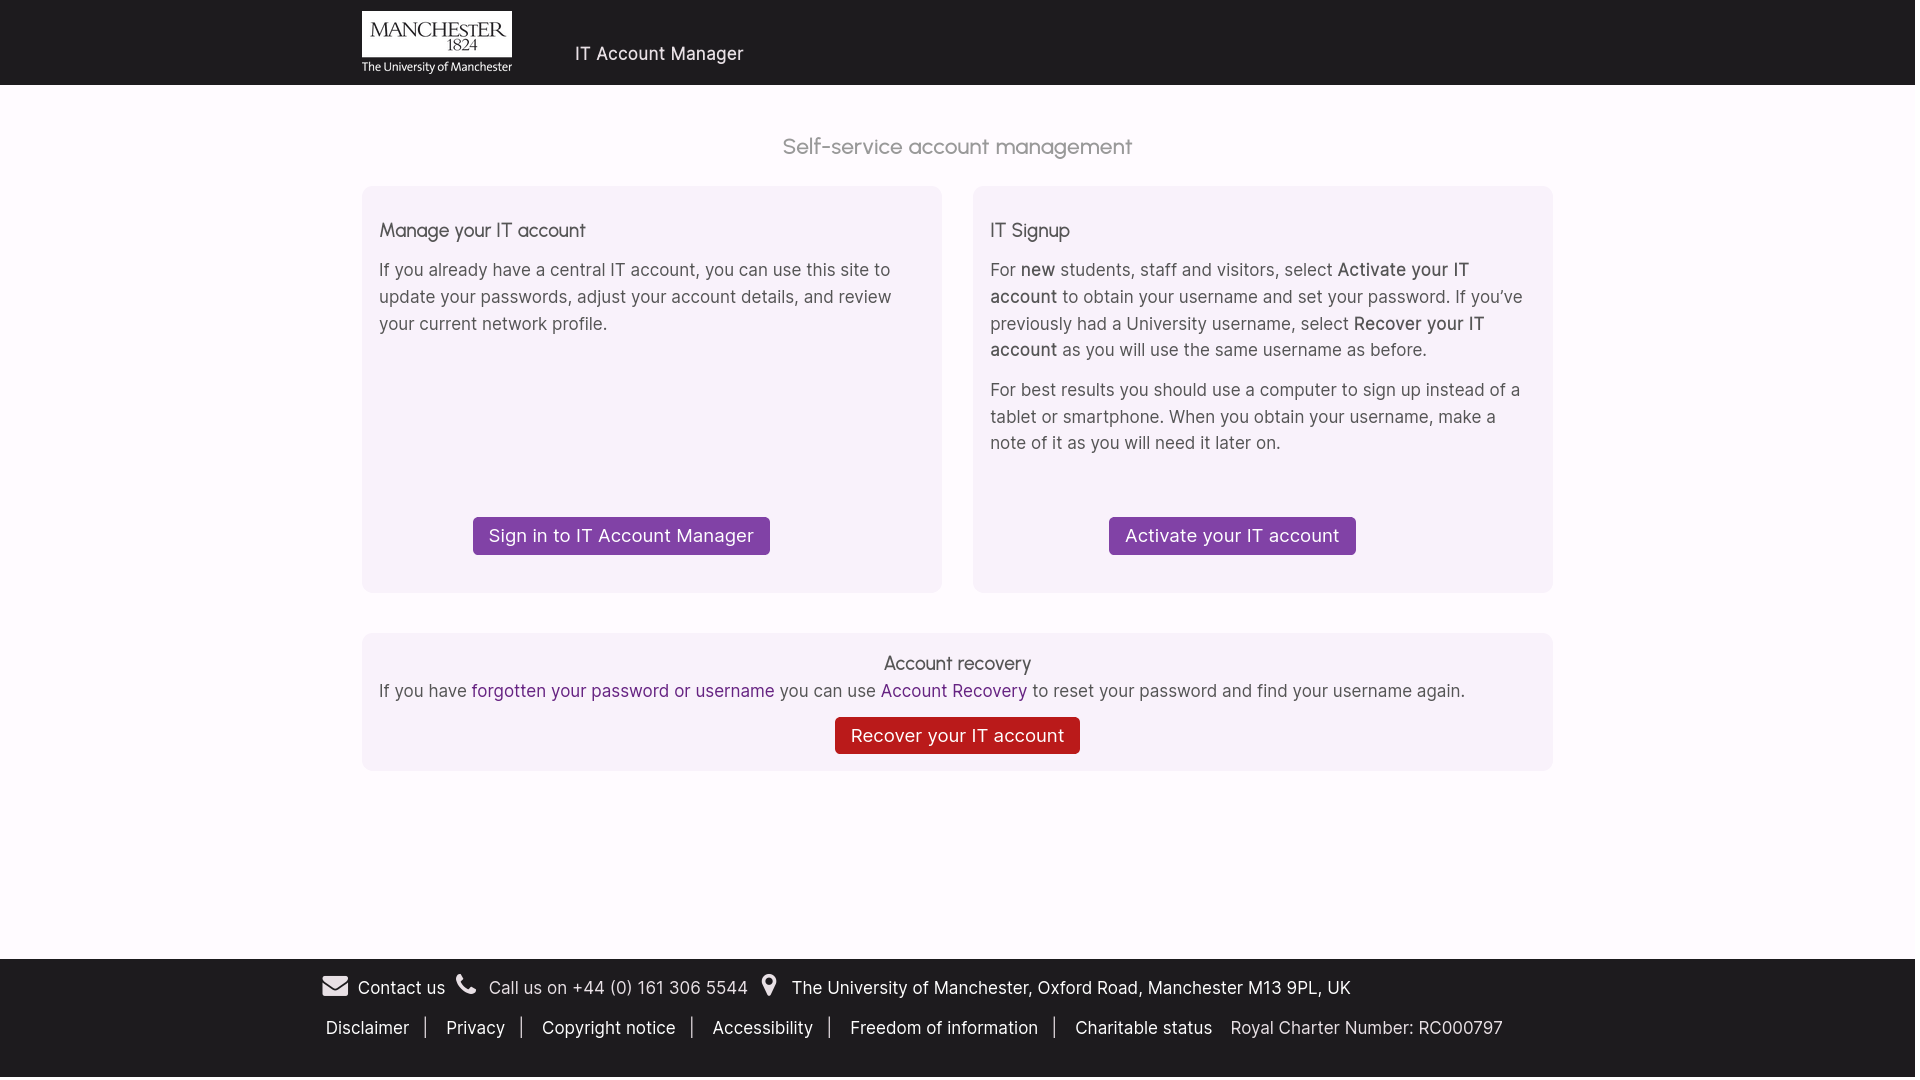 MANCHESTER
1824
The University of Manchester
IT Account Manager
Self-service account management
Manage your IT account
If you already have a central IT account, you can use this site to
update your passwords, adjust your account details, and review
your current network profile.
Sign in to IT Account Manager
IT Signup
For new students, staff and visitors, select Activate your IT
account to obtain your username and set your password. If you’ve
previously had a University username, select Recover your IT
account as you will use the same username as before.
For best results you should use a computer to sign up instead of a
tablet or smartphone. When you obtain your username, make a
note of it as you will need it later on.
Activate your IT account
Account recovery
If you have forgotten your password or username you can use Account Recovery to reset your password and find your username again.
Recover your IT account
Contact us Call us on +44 (0) 161 306 5544 The University of Manchester, Oxford Road, Manchester M13 9PL, UK
Disclaimer | Privacy | Copyright notice | Accessibility | Freedom of information | Charitable status Royal Charter Number: RC000797